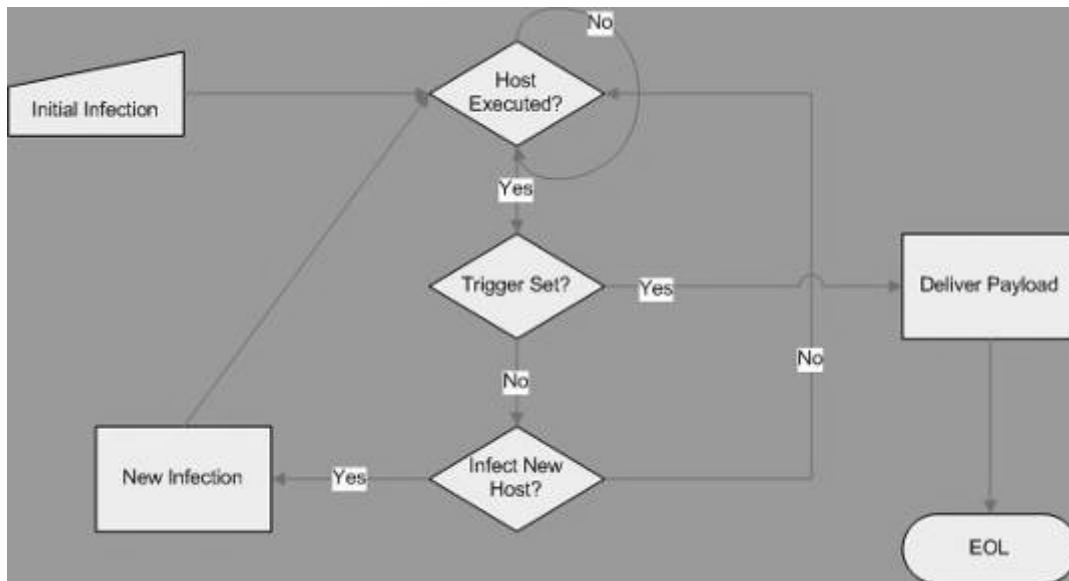 No
Host
Executed?
Initial Infection
Yes
Trigger Set?
Yes
Deliver Payload
No
No
New Infection
Yes
Infect New
Host?
EOL